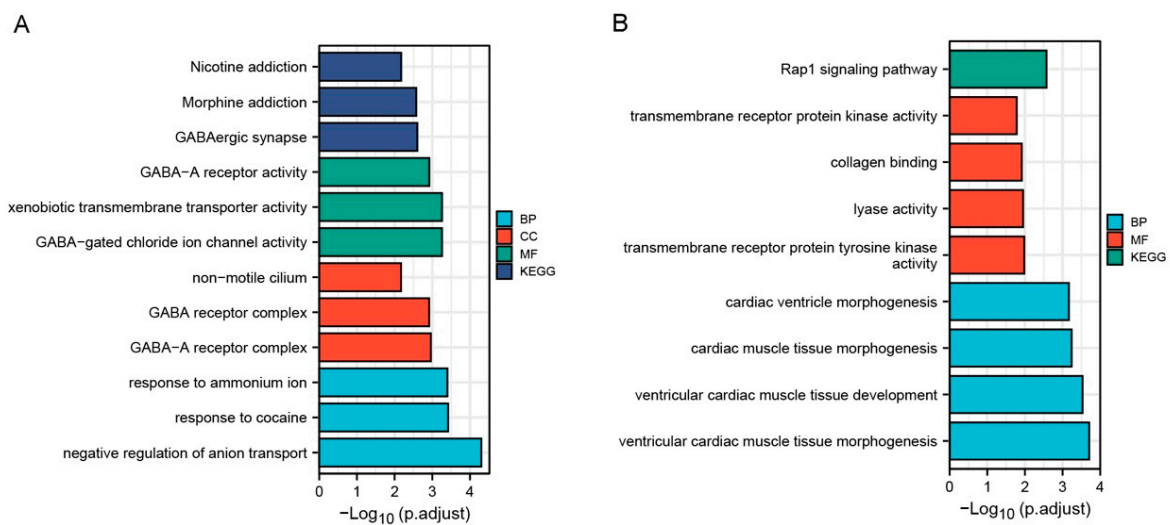 A
Nicotine addiction
Morphine addiction
GABAergic synapse
GABA−A receptor activity
xenobiotic transmembrane transporter activity
GABA−gated chloride ion channel activity
non−motile cilium
GABA receptor complex
GABA−A receptor complex
response to ammonium ion
response to cocaine
negative regulation of anion transport
0 1 2 3 4
−Log10 (p.adjust)
BP
CC
MF
KEGG
B
Rap1 signaling pathway
transmembrane receptor protein kinase activity
collagen binding
lyase activity
transmembrane receptor protein tyrosine kinase
activity
cardiac ventricle morphogenesis
cardiac muscle tissue morphogenesis
ventricular cardiac muscle tissue development
ventricular cardiac muscle tissue morphogenesis
0 1 2 3 4
−Log10 (p.adjust)
BP
MF
KEGG